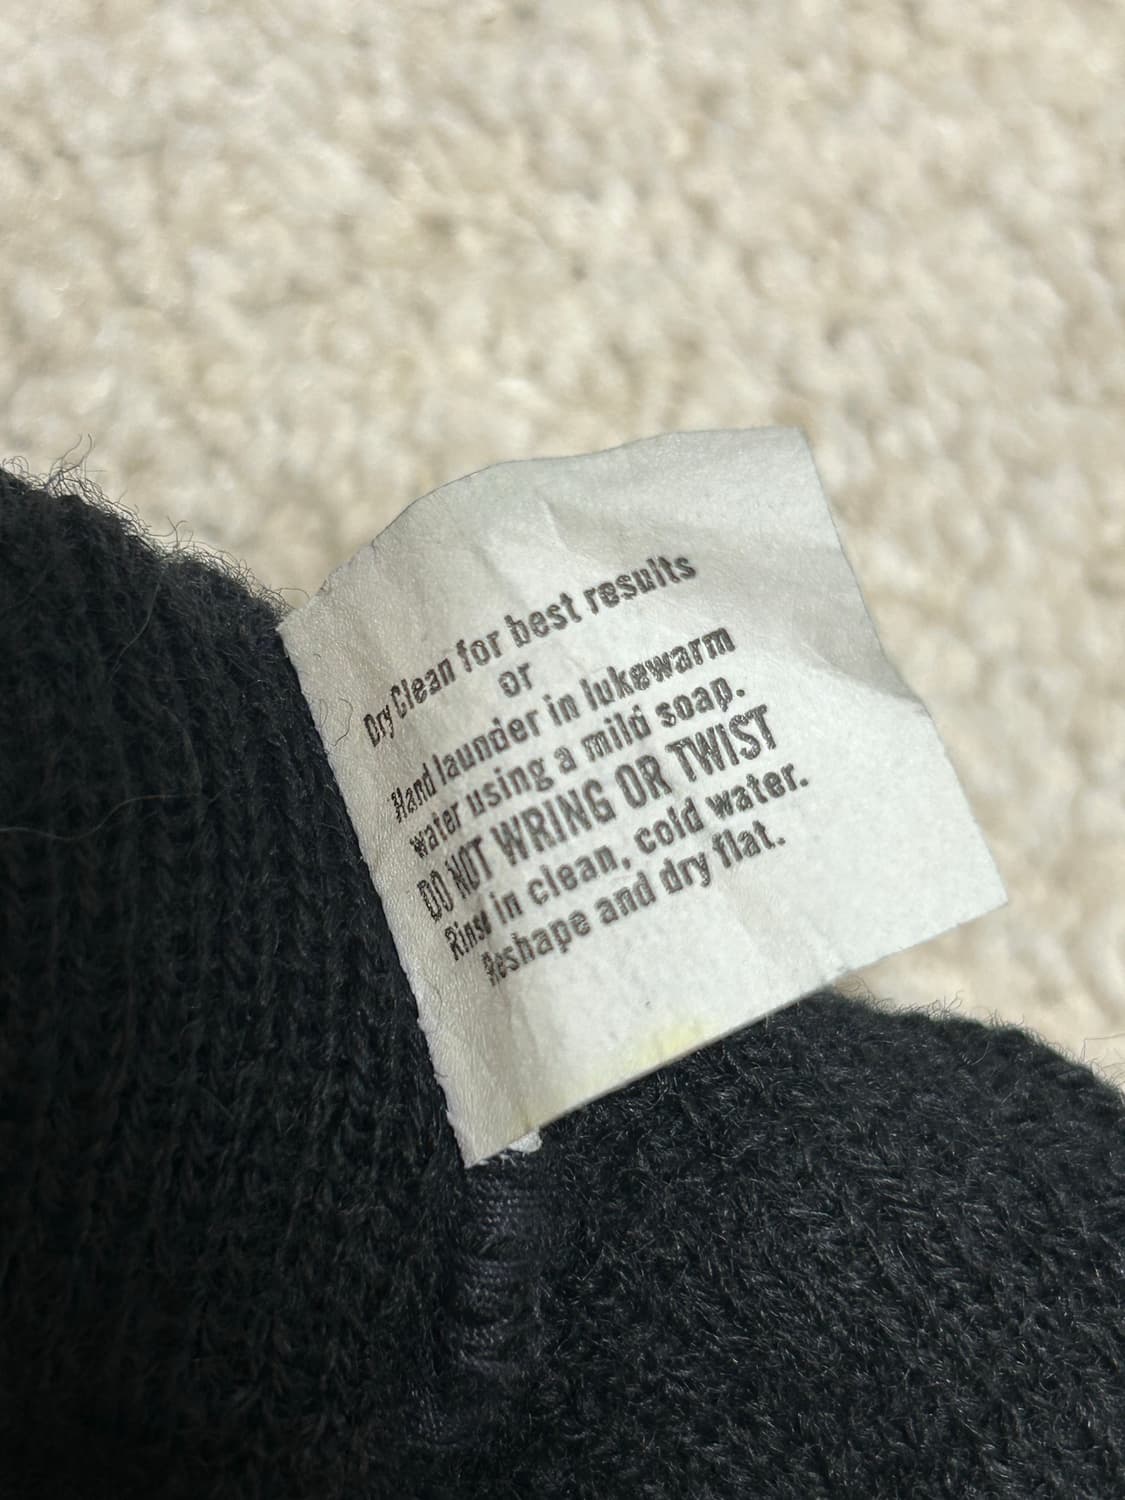 Dry Clean for best results
or
Hand launder in lukewarm
water using a mild soap.
DO NOT WRING OR TWIST
Rinse in clean, cold water.
Reshape and dry flat.